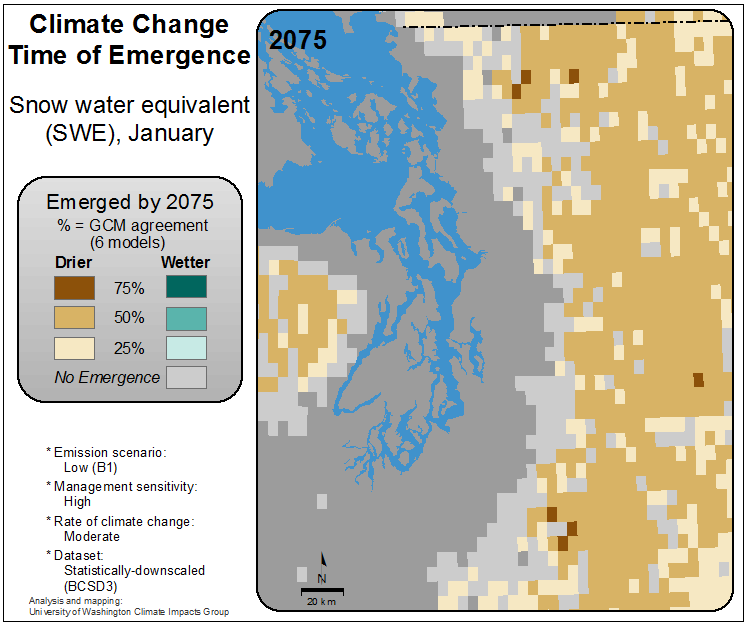 Climate Change
Time of Emergence
Snow water equivalent
(SWE), January
Emerged by 2075
% = GCM agreement
(6 models)
Drier Wetter
75%
50%
25%
No Emergence
* Emission scenario:
Low (B1)
* Management sensitivity:
High
* Rate of climate change:
Moderate
* Dataset:
Statistically-downscaled
(BCSD3)
Analysis and mapping:
University of Washington Climate Impacts Group
2075
N
20 km